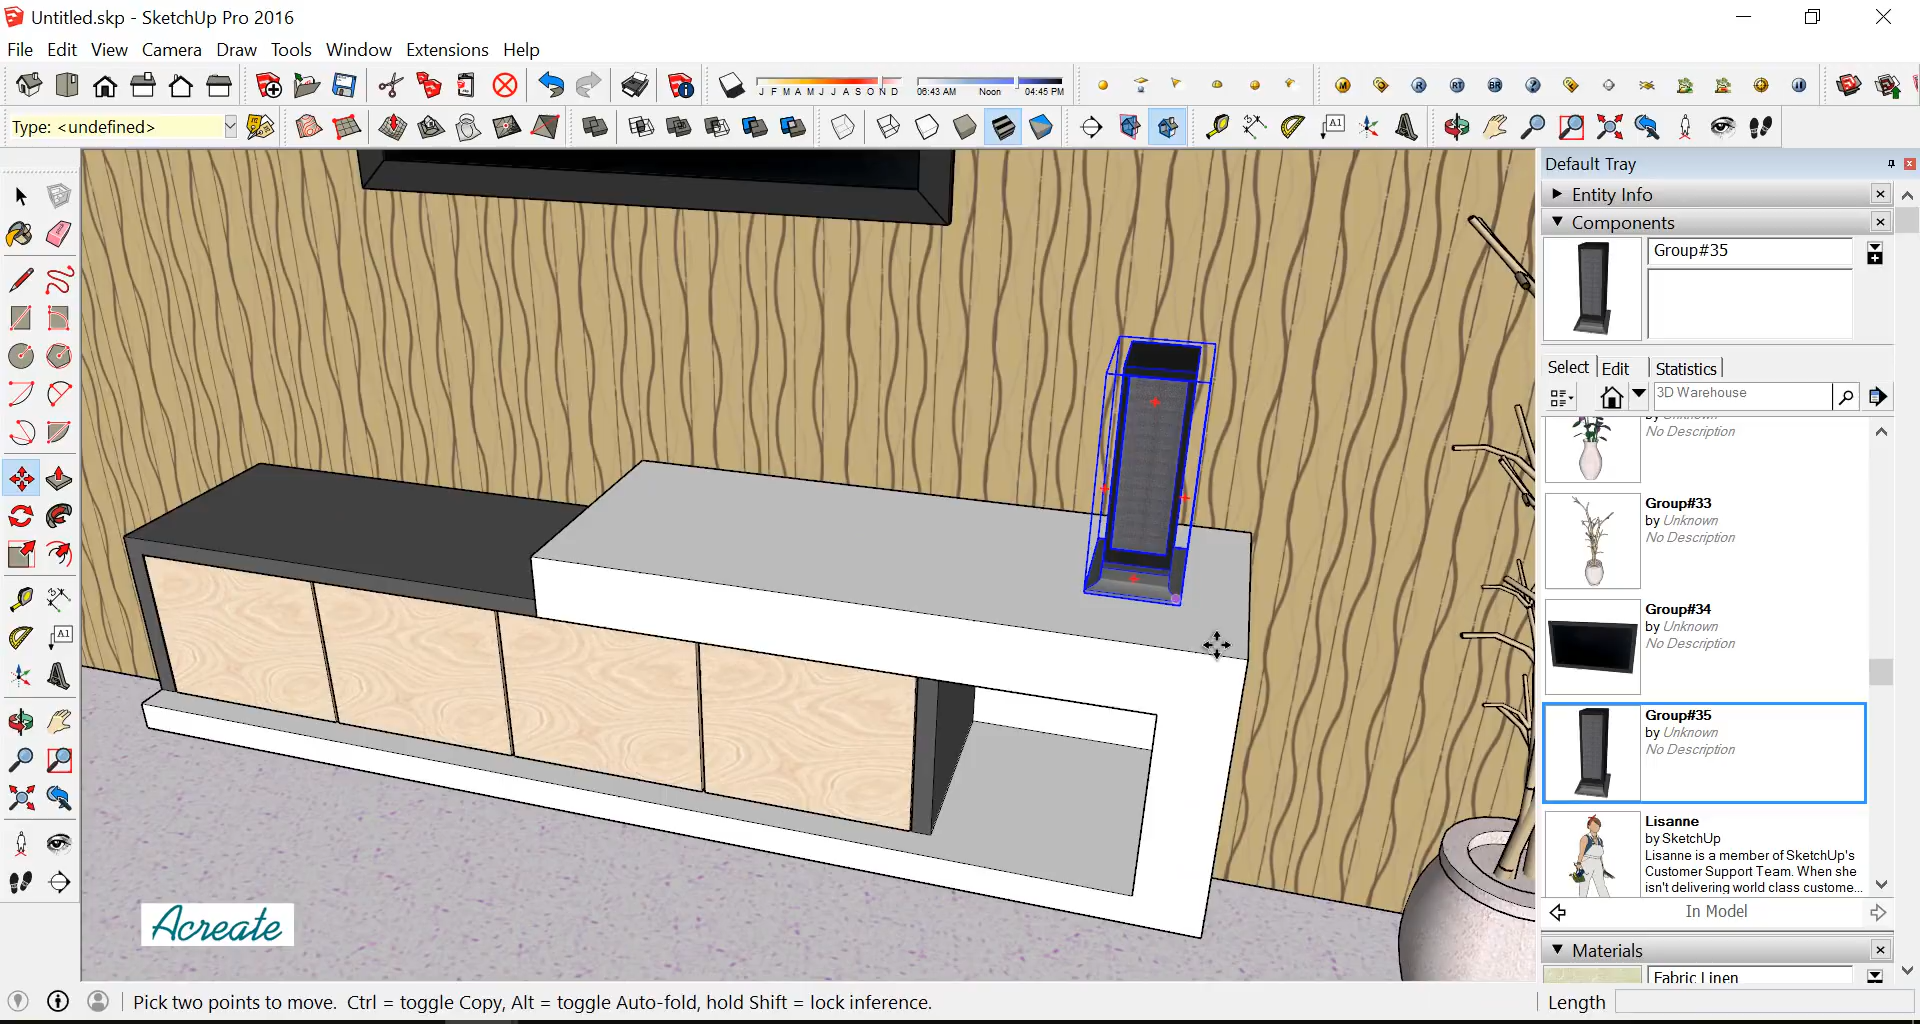 Untitled.skp - SketchUp Pro 2016
File Edit View Camera Draw Tools Window Extensions Help
J F M A M J J A S O N D
06:43 AM Noon 04:45 PM
M R RT BR
Type: <undefined>
A1
Default Tray
Entity Info
Components
Group#35
Select Edit Statistics
3D Warehouse
No Description
Group#33
by Unknown
No Description
Group#34
by Unknown
No Description
Group#35
by Unknown
No Description
Lisanne
by SketchUp
Lisanne is a member of SketchUp's
Customer Support Team. When she
isn't delivering world class custome...
In Model
Materials
Fabric Linen
A1
Acreate
Pick two points to move. Ctrl = toggle Copy, Alt = toggle Auto-fold, hold Shift = lock inference.
Length